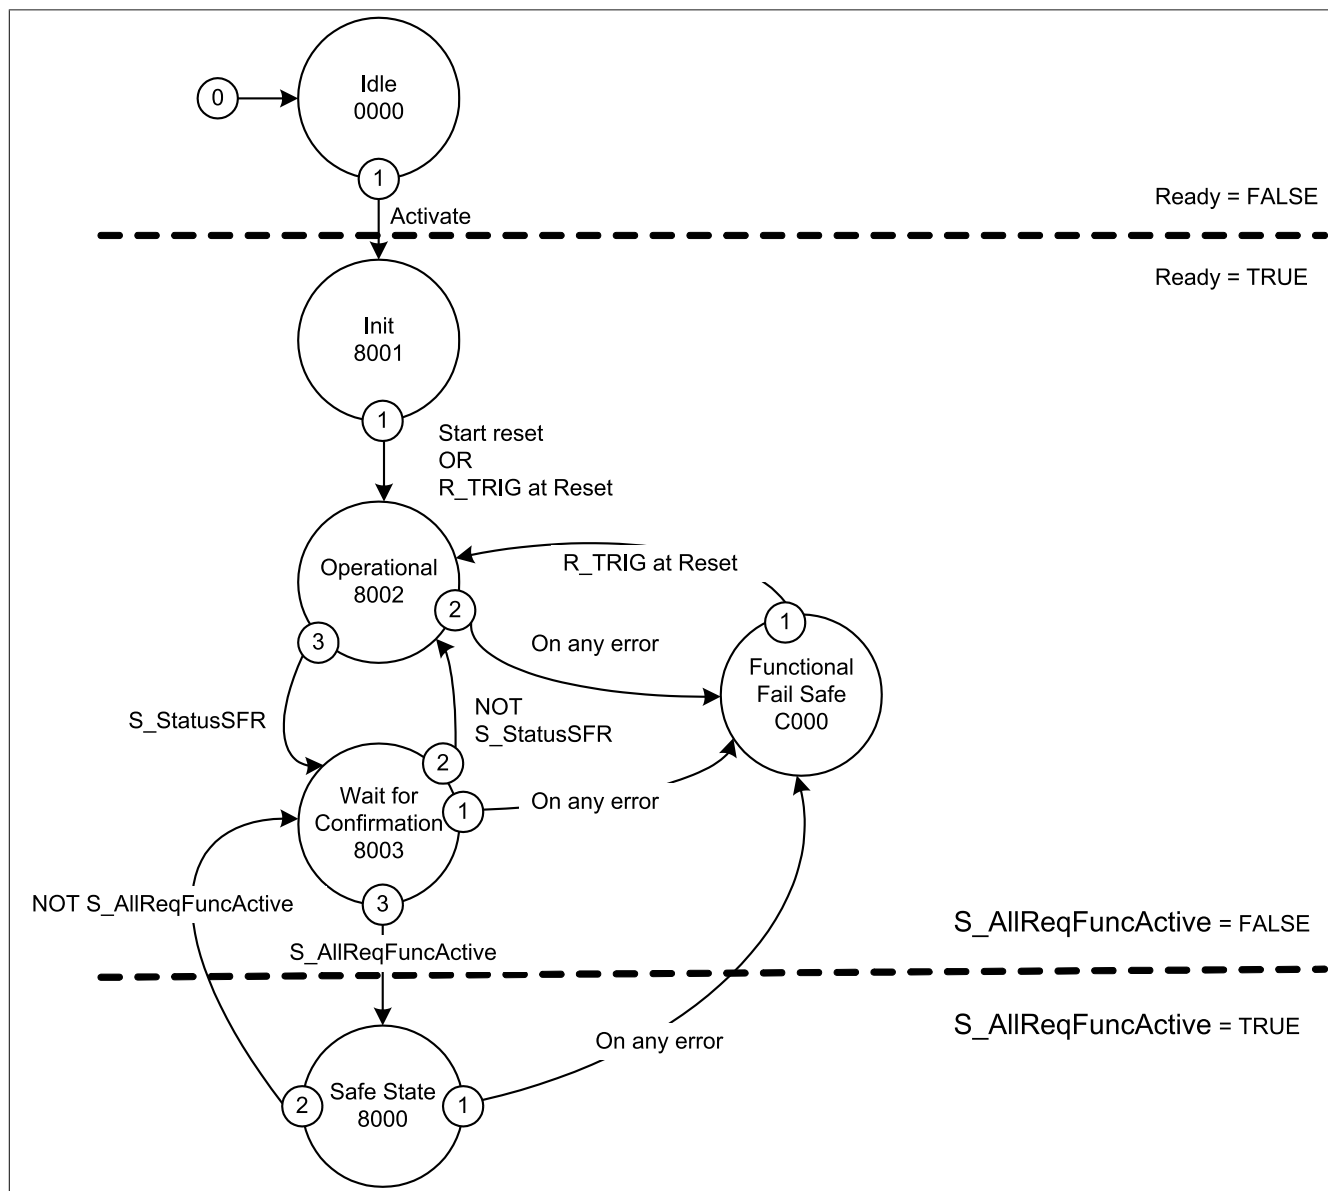 Idle
0000
0
1
Activate
Ready = FALSE
Ready = TRUE
Init
8001
1
Start reset
OR
R_TRIG at Reset
Operational
8002
2
3
R_TRIG at Reset
1
On any error
Functional
Fail Safe
C000
S_StatusSFR
NOT
S_StatusSFR
2
Wait for
Confirmation
8003
1
On any error
3
NOT S_AllReqFuncActive
S_AllReqFuncActive
S_AllReqFuncActive = FALSE
S_AllReqFuncActive = TRUE
On any error
Safe State
8000
2
1